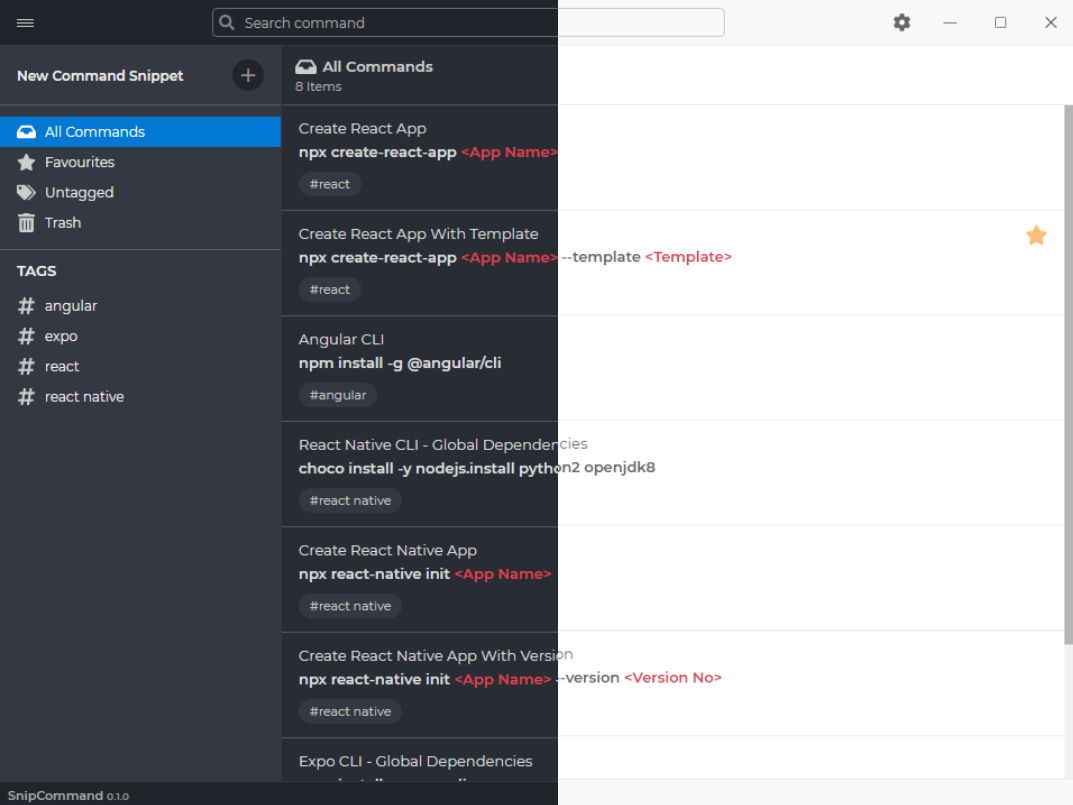 Search command
New Command Snippet
All Commands
Favourites
Untagged
Trash
TAGS
angular
expo
react
react native
All Commands
8 Items
Create React App
npx create-react-app <App Name>
#react
Create React App With Template
npx create-react-app <App Name> --template <Template>
#react
Angular CLI
npm install -g @angular/cli
#angular
React Native CLI - Global Dependencies
choco install -y nodejs.install python2 openjdk8
#react native
Create React Native App
npx react-native init <App Name>
#react native
Create React Native App With Version
npx react-native init <App Name> --version <Version No>
#react native
Expo CLI - Global Dependencies
SnipCommand 0.1.0